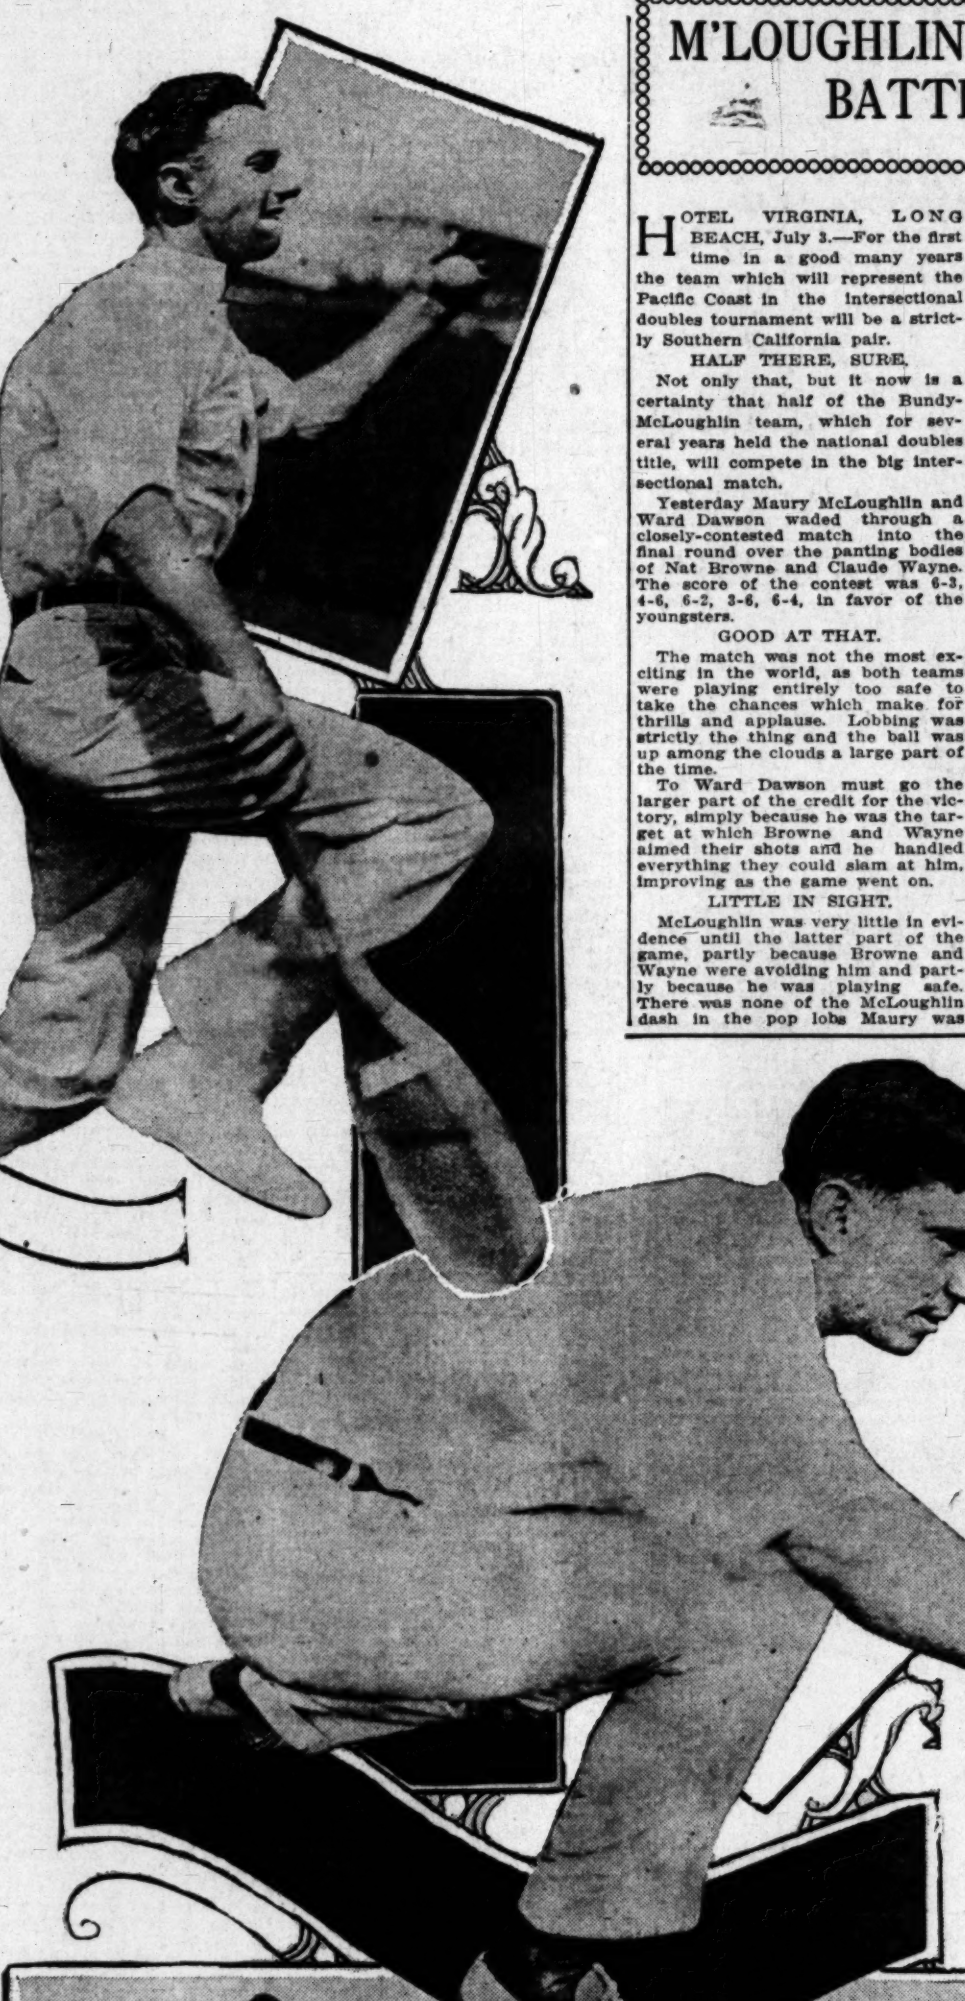 M'LOUGHLIN
BATT
HOTEL VIRGINIA, LONG
BEACH, July 3.—For the first
time in a good many years
the team which will represent the
Pacific Coast in the intersectional
doubles tournament will be a strict-
ly Southern California pair.
HALF THERE, SURE.
Not only that, but it now is a
certainty that half of the Bundy-
McLoughlin team, which for sev-
eral years held the national doubles
title, will compete in the big inter-
sectional match.
Yesterday Maury McLoughlin and
Ward Dawson waded through a
closely-contested match into the
final round over the panting bodies
of Nat Browne and Claude Wayne.
The score of the contest was 6-3,
4-6, 6-2, 3-6, 6-4, in favor of the
youngsters.
GOOD AT THAT.
The match was not the most ex-
citing in the world, as both teams
were playing entirely too safe to
take the chances which make for
thrills and applause. Lobbing was
strictly the thing and the ball was
up among the clouds a large part of
the time.
To Ward Dawson must go the
larger part of the credit for the vic-
tory, simply because he was the tar-
get at which Browne and Wayne
aimed their shots and he handled
everything they could slam at him,
improving as the game went on.
LITTLE IN SIGHT.
McLoughlin was very little in evi-
dence until the latter part of the
game, partly because Browne and
Wayne were avoiding him and part-
ly because he was playing safe.
There was none of the McLoughlin
dash in the pop lobs Maury was